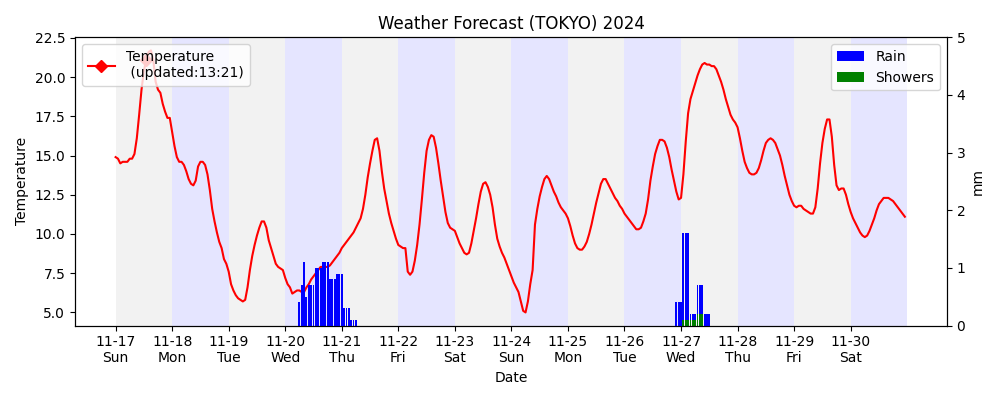 Weather Forecast (TOKYO) 2024
Temperature
(updated:13:21)
Rain
Showers
22.5
20.0
17.5
15.0
12.5
10.0
7.5
5.0
Temperature
5
4
3
2
1
0
mm
11-17 11-18 11-19 11-20 11-21 11-22 11-23 11-24 11-25 11-26 11-27 11-28 11-29 11-30
Sun Mon Tue Wed Thu Fri Sat Sun Mon Tue Wed Thu Fri Sat
Date